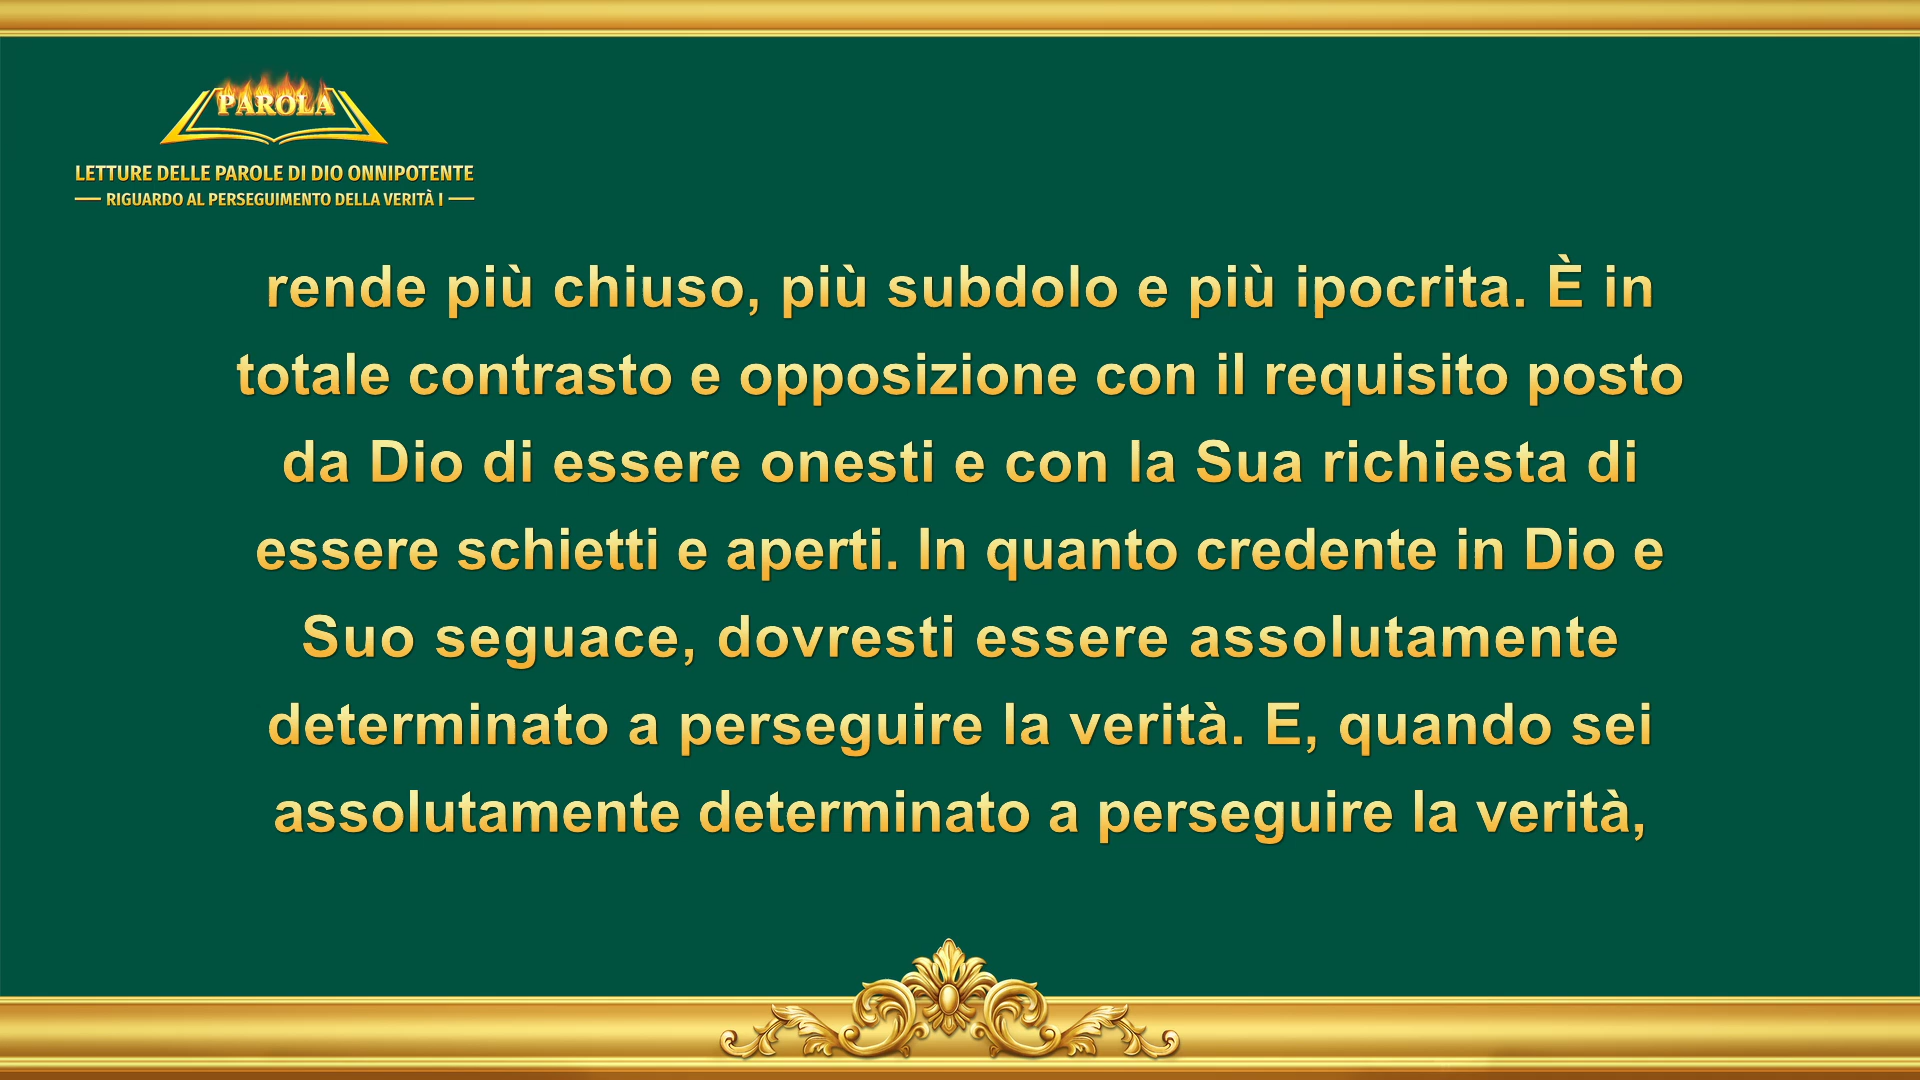 PAROLA
LETTURE DELLE PAROLE DI DIO ONNIPOTENTE
RIGUARDO AL PERSEGUIMENTO DELLA VERITÀ I
rende più chiuso, più subdolo e più ipocrita. È in
totale contrasto e opposizione con il requisito posto
da Dio di essere onesti e con la Sua richiesta di
essere schietti e aperti. In quanto credente in Dio e
Suo seguace, dovresti essere assolutamente
determinato a perseguire la verità. E, quando sei
assolutamente determinato a perseguire la verità,